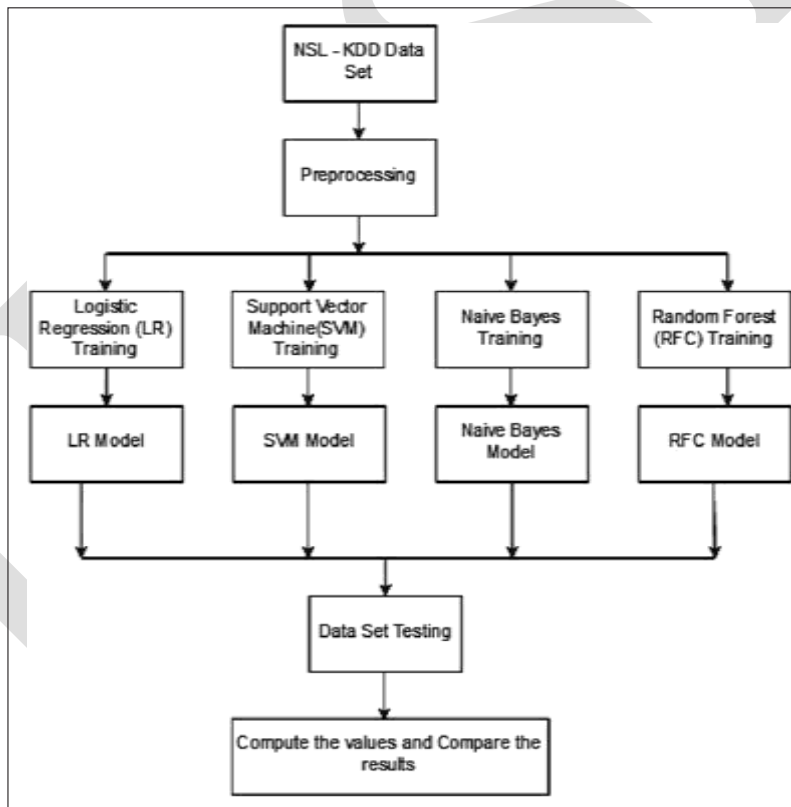 NSL - KDD Data
Set
Preprocessing
Logistic
Regression (LR)
Training
Support Vector
Machine(SVM)
Training
Naive Bayes
Training
Random Forest
(RFC) Training
LR Model
SVM Model
Naive Bayes
Model
RFC Model
Data Set Testing
Compute the values and Compare the
results